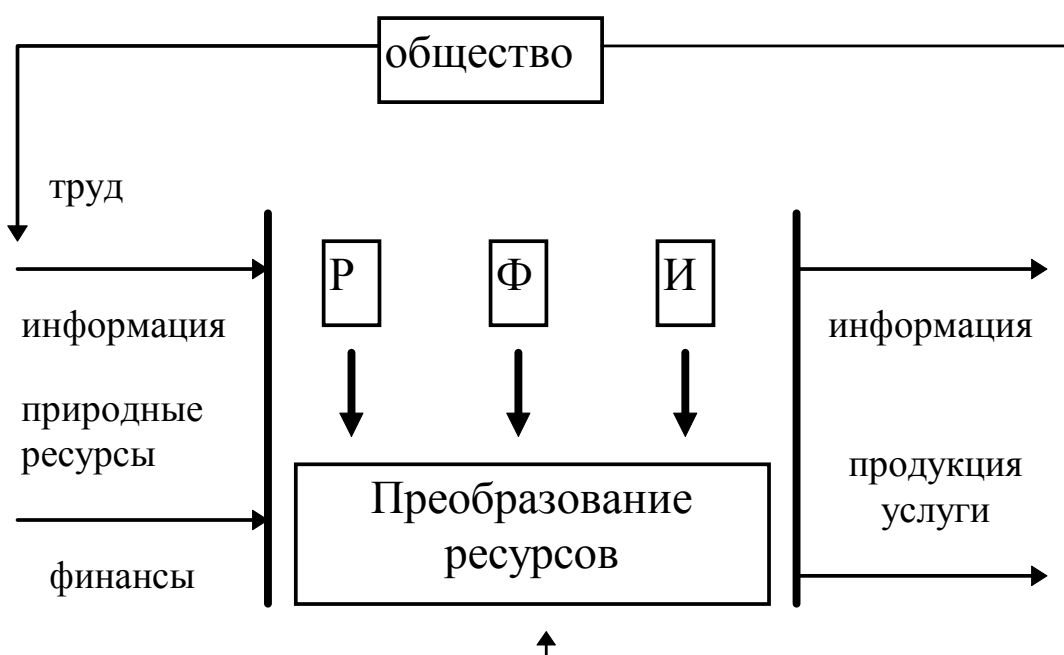 общество
труд
Р Ф И
информация
информация
природные
ресурсы
продукция
услуги
Преобразование
ресурсов
финансы